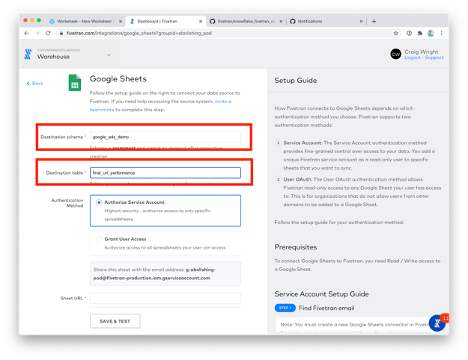 Worksheet - New Worksheet
Dashboard | Fivetran
fivetran/snowflake_fivetran_
Notifications
fivetran.com/integrations/google_sheets?groupid=abolishing_pod
Warehouse
Craig Wright
CW
Logout · Support
Back
Google Sheets
Follow the setup guide on the right to connect your data source to
Fivetran. If you need help accessing the source system, invite a
teammate to complete this step.
Destination schema *
google_ads_demo
creation
Destination table *
final_url_performance
Authentication
Method
Authorize Service Account
Highest security - authorize access to only specific
spreadsheets
Grant User Access
Authorize access to all spreadsheets your user can access
Share this sheet with the email address: g-abolishing-
pod@fivetran-production.iam.gserviceaccount.com
Sheet URL *
SAVE & TEST
Setup Guide
How Fivetran connects to Google Sheets depends on which
authentication method you choose. Fivetran supports two
authentication methods:
1 Service Account: The Service Account authentication method
provides fine-grained control over access to your data. You add a
unique Fivetran service account as a read-only user to specific
sheets that you want to sync.
2 User OAuth: The User OAuth authentication method allows
Fivetran read-only access to any Google Sheet your user has access
to. This is for organizations that do not allow users from other
domains to be added to a Google Sheet.
Follow the setup guide for your authentication method.
Prerequisites
To connect Google Sheets to Fivetran, you need Read / Write access to
a Google Sheet.
Service Account Setup Guide
STEP 1
Find Fivetran email
Note: You must create a new Google Sheets connector in Fivetran
11